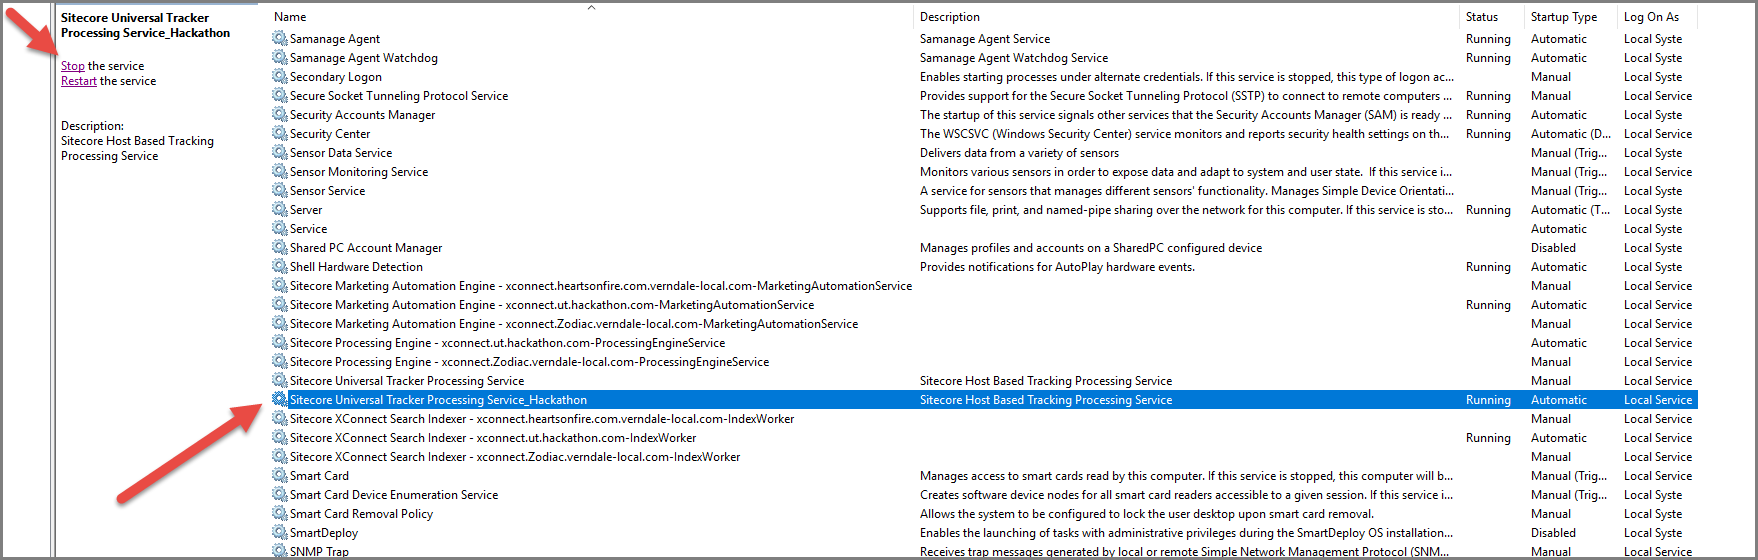 Sitecore Universal Tracker
Processing Service_Hackathon
Stop the service
Restart the service
Description:
Sitecore Host Based Tracking
Processing Service
Name Description Status Startup Type Log On As
Samanage Agent Samanage Agent Service Running Automatic Local Syste
Samanage Agent Watchdog Samanage Agent Watchdog Service Running Automatic Local Syste
Secondary Logon Enables starting processes under alternate credentials. If this service is stopped, this type of logon ac... Manual Local Syste
Secure Socket Tunneling Protocol Service Provides support for the Secure Socket Tunneling Protocol (SSTP) to connect to remote computers ... Running Manual Local Service
Security Accounts Manager The startup of this service signals other services that the Security Accounts Manager (SAM) is ready ... Running Automatic Local Syste
Security Center The WSCSVC (Windows Security Center) service monitors and reports security health settings on th... Running Automatic (D... Local Service
Sensor Data Service Delivers data from a variety of sensors Manual (Trig... Local Syste
Sensor Monitoring Service Monitors various sensors in order to expose data and adapt to system and user state.  If this service i... Manual (Trig... Local Service
Sensor Service A service for sensors that manages different sensors' functionality. Manages Simple Device Orientati... Manual (Trig... Local Syste
Server Supports file, print, and named-pipe sharing over the network for this computer. If this service is sto... Running Automatic (T... Local Syste
Service Automatic Local Syste
Shared PC Account Manager Manages profiles and accounts on a SharedPC configured device Disabled Local Syste
Shell Hardware Detection Provides notifications for AutoPlay hardware events. Running Automatic Local Syste
Sitecore Marketing Automation Engine - xconnect.heartsonfire.com.verndale-local.com-MarketingAutomationService Manual Local Service
Sitecore Marketing Automation Engine - xconnect.ut.hackathon.com-MarketingAutomationService Running Automatic Local Service
Sitecore Marketing Automation Engine - xconnect.Zodiac.verndale-local.com-MarketingAutomationService Manual Local Service
Sitecore Processing Engine - xconnect.ut.hackathon.com-ProcessingEngineService Automatic Local Service
Sitecore Processing Engine - xconnect.Zodiac.verndale-local.com-ProcessingEngineService Manual Local Service
Sitecore Universal Tracker Processing Service Sitecore Host Based Tracking Processing Service Manual Local Service
Sitecore Universal Tracker Processing Service_Hackathon Sitecore Host Based Tracking Processing Service Running Automatic Local Service
Sitecore XConnect Search Indexer - xconnect.heartsonfire.com.verndale-local.com-IndexWorker Manual Local Service
Sitecore XConnect Search Indexer - xconnect.ut.hackathon.com-IndexWorker Running Automatic Local Service
Sitecore XConnect Search Indexer - xconnect.Zodiac.verndale-local.com-IndexWorker Manual Local Service
Smart Card Manages access to smart cards read by this computer. If this service is stopped, this computer will b... Manual (Trig... Local Service
Smart Card Device Enumeration Service Creates software device nodes for all smart card readers accessible to a given session. If this service i... Manual (Trig... Local Syste
Smart Card Removal Policy Allows the system to be configured to lock the user desktop upon smart card removal. Manual Local Syste
SmartDeploy Enables the launching of tasks with administrative privileges during the SmartDeploy OS installation... Disabled Local Syste
SNMP Trap Receives trap messages generated by local or remote Simple Network Management Protocol (SNM... Manual Local Service